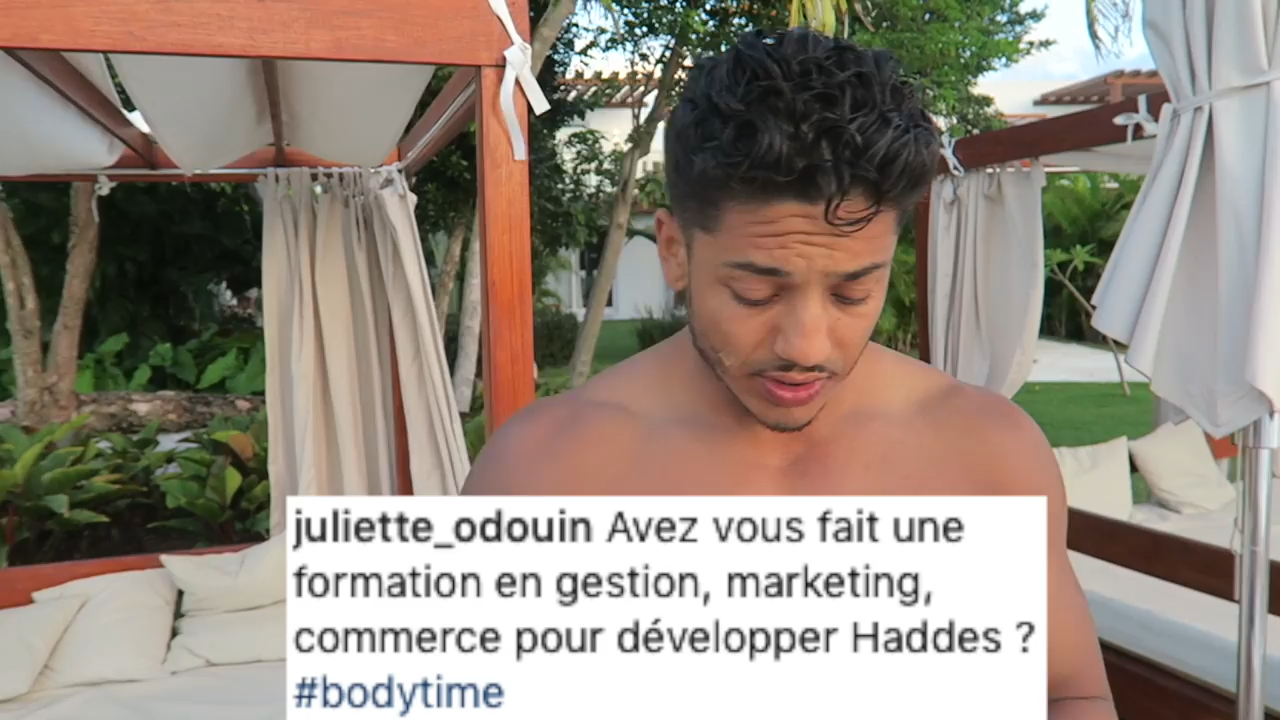 juliette_odouin Avez vous fait une
formation en gestion, marketing,
commerce pour développer Haddes ?
#bodytime